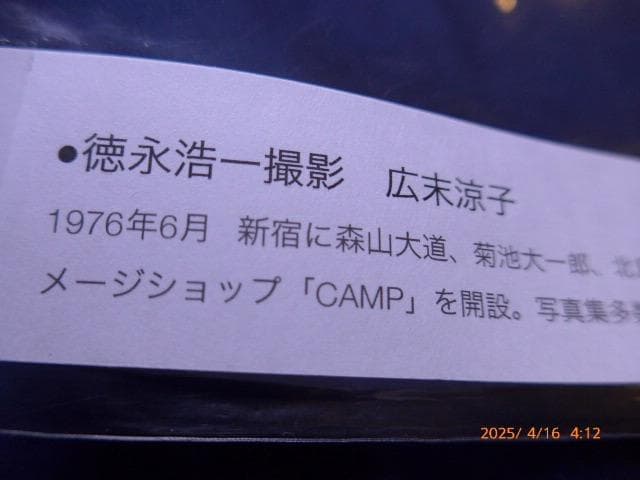 ●徳永浩一撮影　広末涼子
1976年6月　新宿に森山大道、菊池大一郎、北
メージショップ「CAMP」を開設。写真集多
2025/ 4/16 4:12